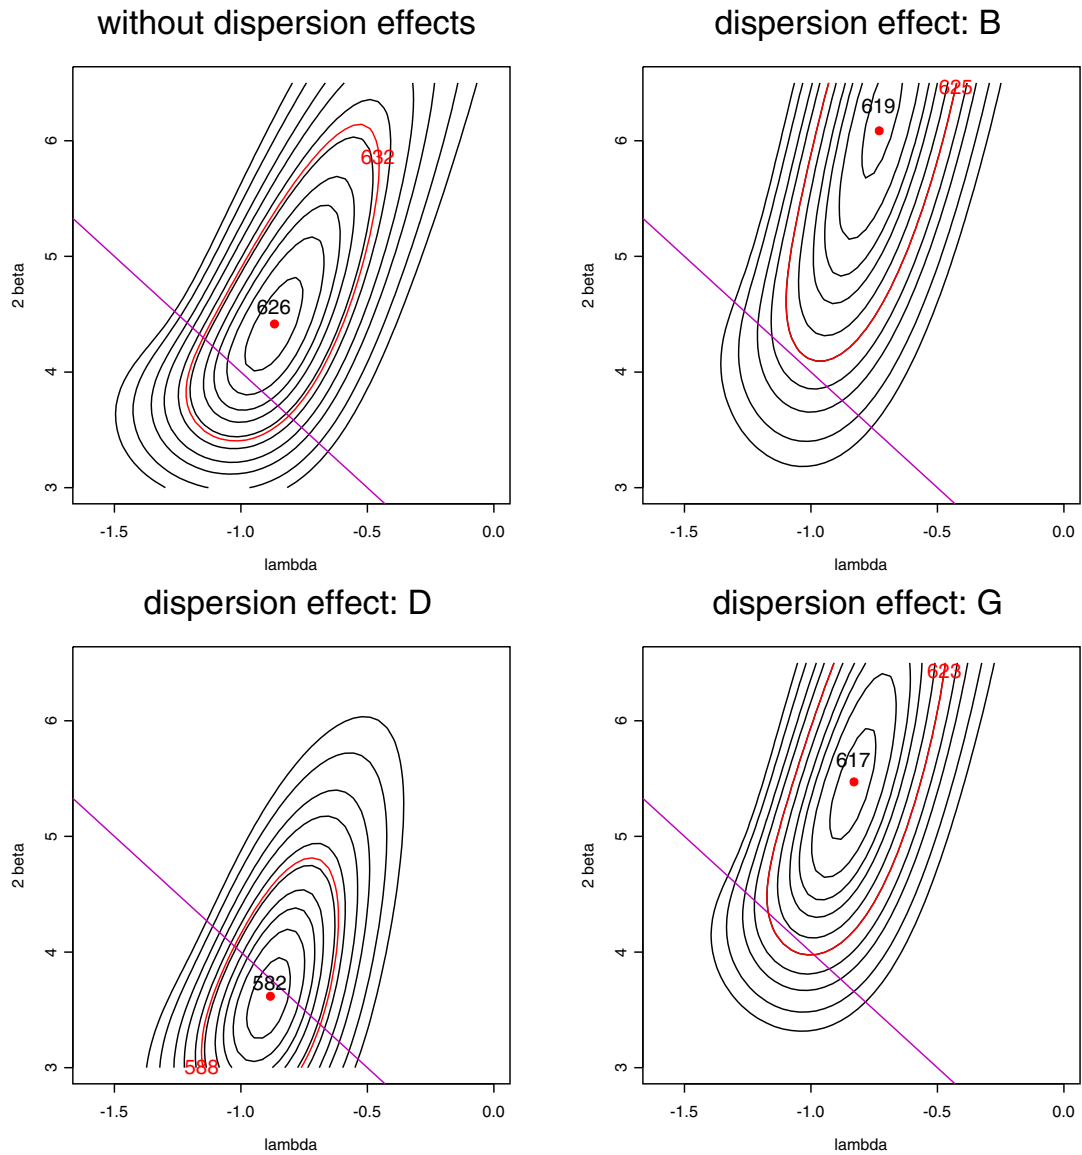 without dispersion effects
632
626
2 beta
6
5
4
3
-1.5 -1.0 -0.5 0.0
lambda
dispersion effect: B
625
619
2 beta
6
5
4
3
-1.5 -1.0 -0.5 0.0
lambda
dispersion effect: D
582
588
2 beta
6
5
4
3
-1.5 -1.0 -0.5 0.0
lambda
dispersion effect: G
623
617
2 beta
6
5
4
3
-1.5 -1.0 -0.5 0.0
lambda